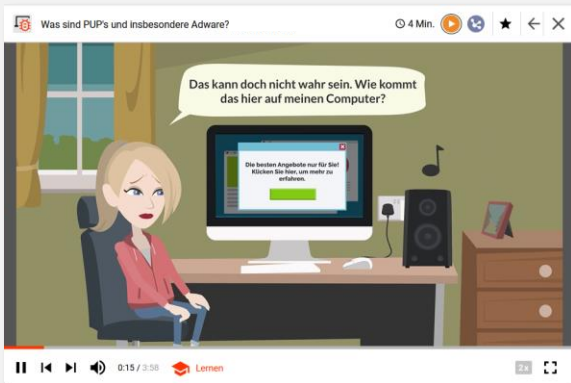 Was sind PUP's und insbesondere Adware?
4 Min.
Das kann doch nicht wahr sein. Wie kommt
das hier auf meinen Computer?
Die besten Angebote nur für Sie!
Klicken Sie hier, um mehr zu
erfahren.
0:15 / 3:58
Lernen
2x